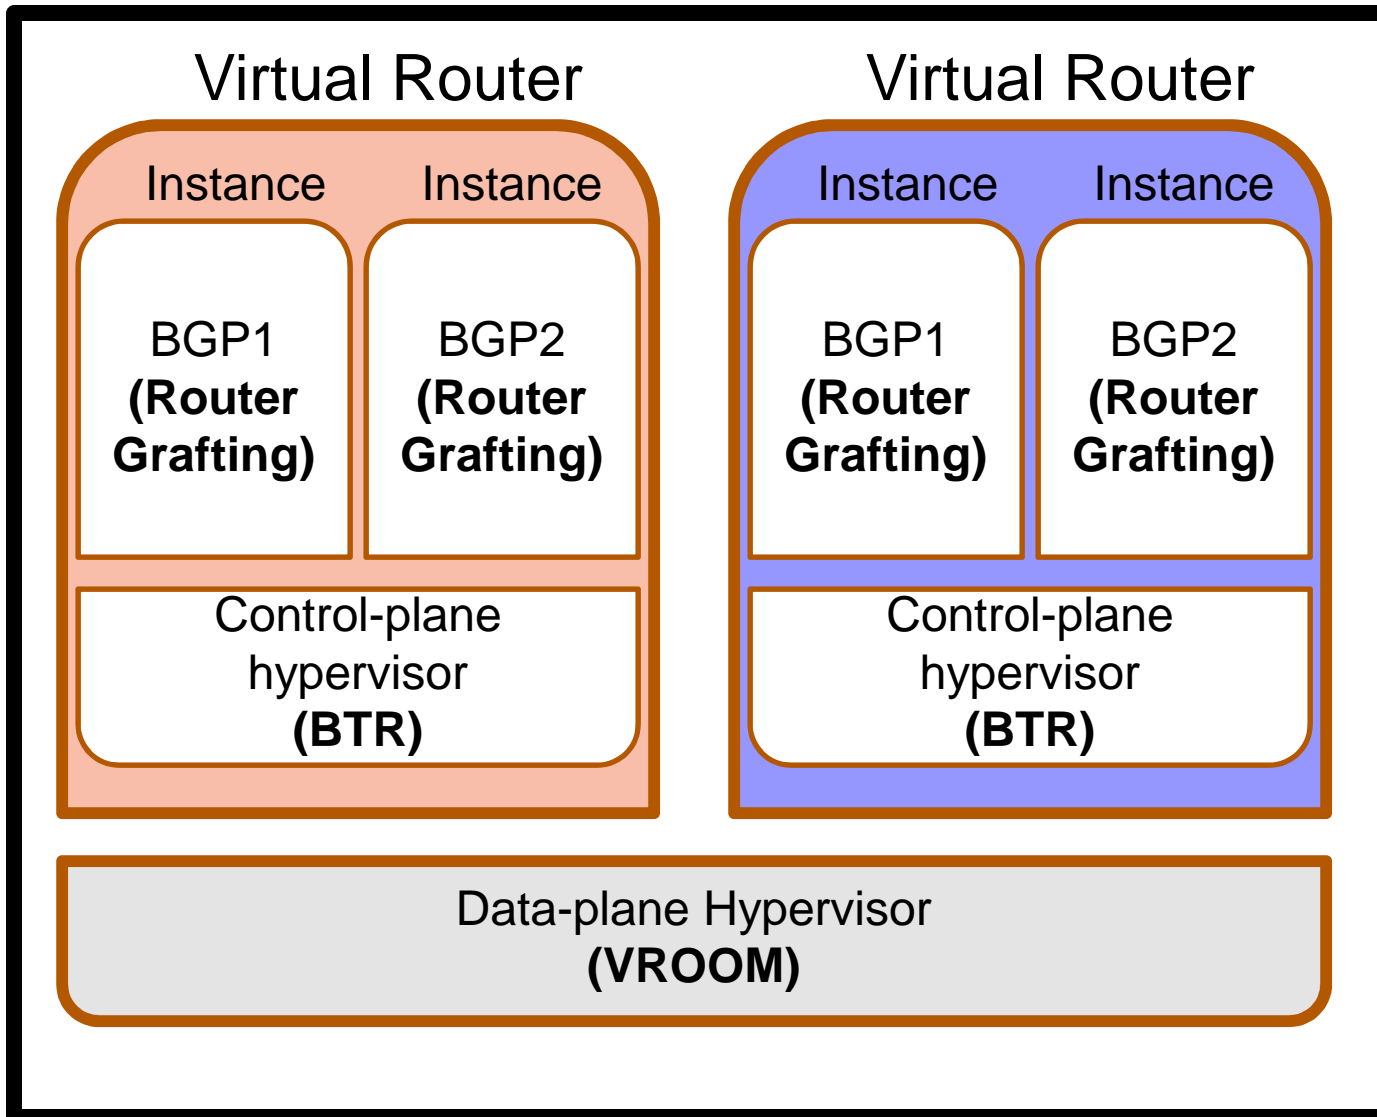 Virtual Router
Instance
Instance
BGP1
(Router
Grafting)
BGP2
(Router
Grafting)
Control-plane
hypervisor
(BTR)
Virtual Router
Instance
Instance
BGP1
(Router
Grafting)
BGP2
(Router
Grafting)
Control-plane
hypervisor
(BTR)
Data-plane Hypervisor
(VROOM)